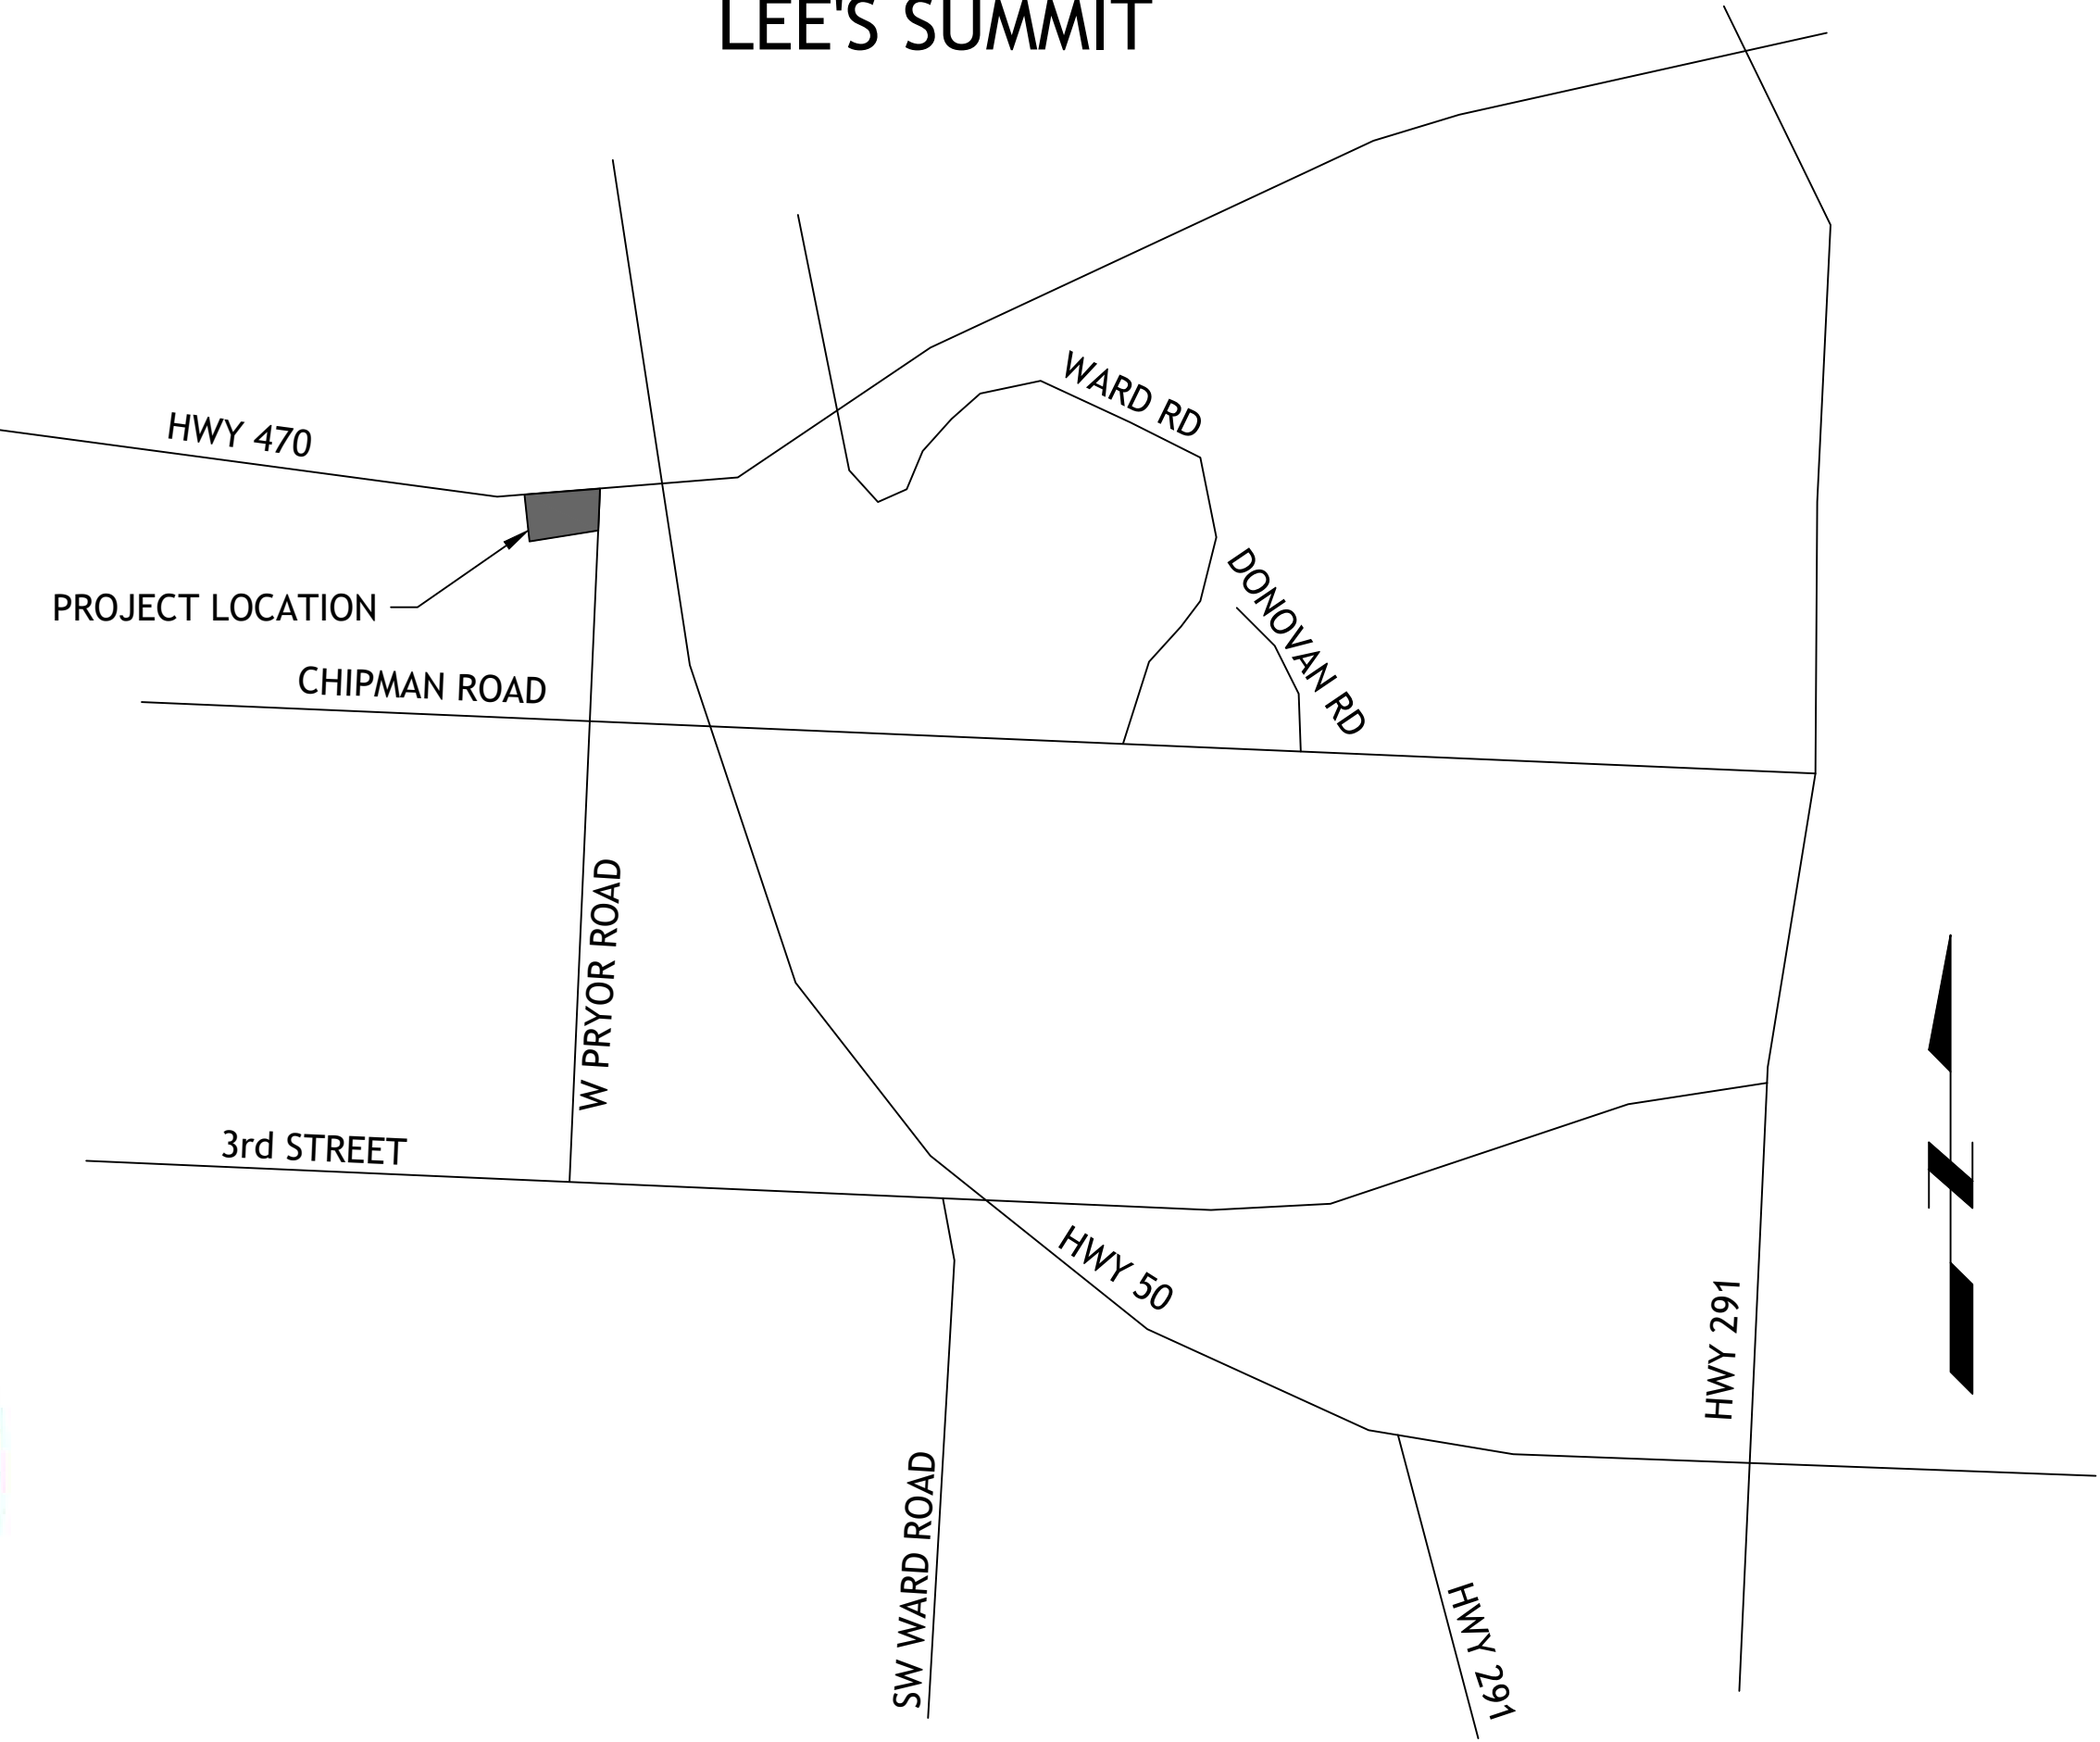 LEE'S SUMMIT
WARD RD
HWY 470
DONOVAN RD
PROJECT LOCATION
CHIPMAN ROAD
W PRYOR ROAD
3rd STREET
N
HWY 50
HWY 291
SW WARD ROAD
HWY 291